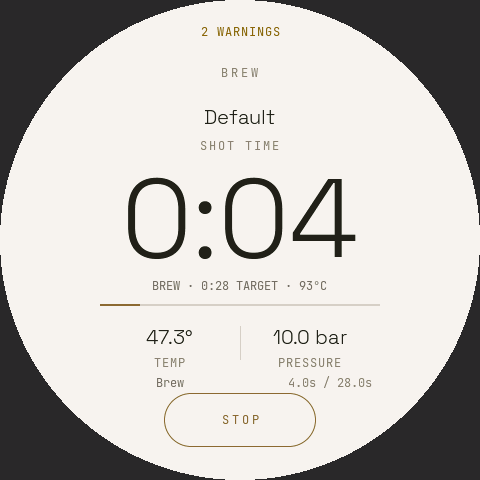 2 WARNINGS
BREW
Default
SHOT TIME
0:04
BREW · 0:28 TARGET · 93°C
47.3° 10.0 bar
TEMP PRESSURE
Brew 4.0s / 28.0s
STOP